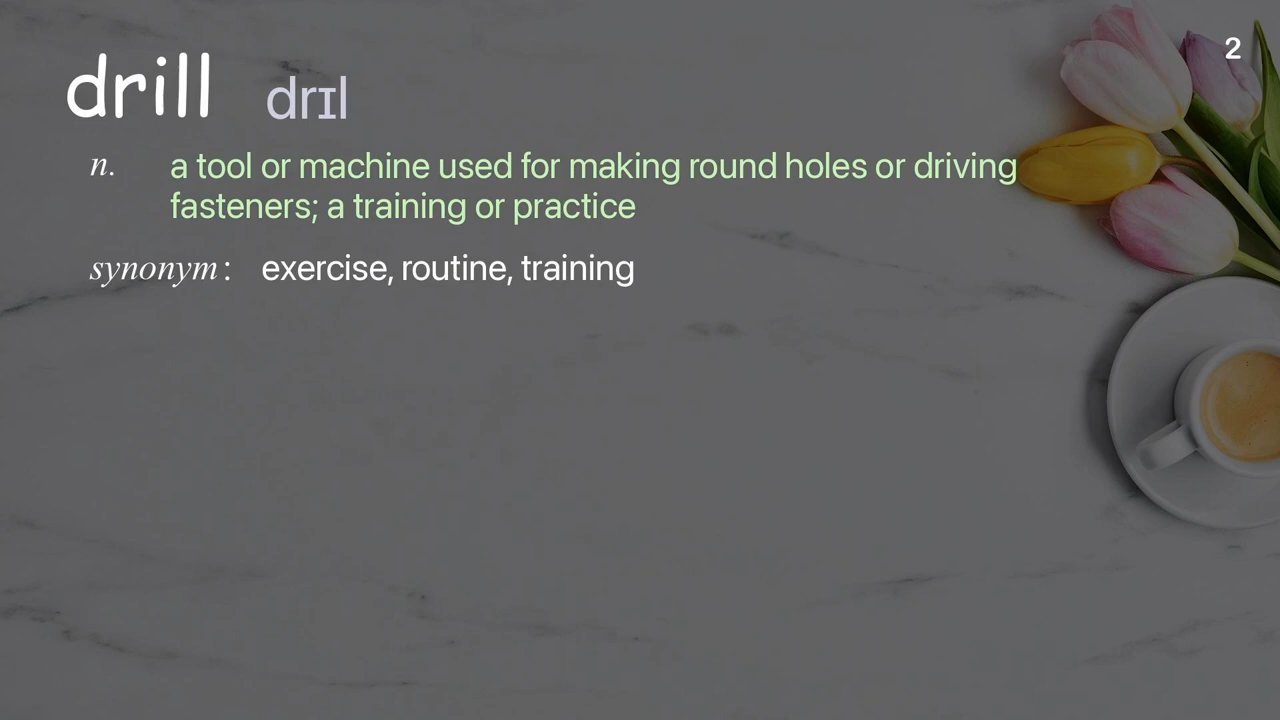 2
drill drɪl
n. a tool or machine used for making round holes or driving
fasteners; a training or practice
synonym: exercise, routine, training